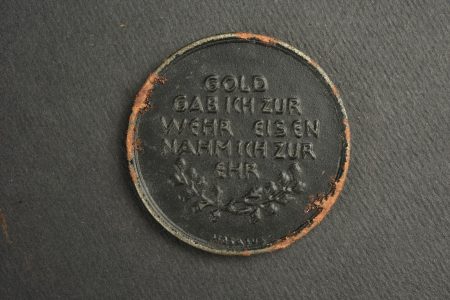 GOLD
GAB ICH ZUR
WEHR EISEN
NAHM ICH ZUR
EHR